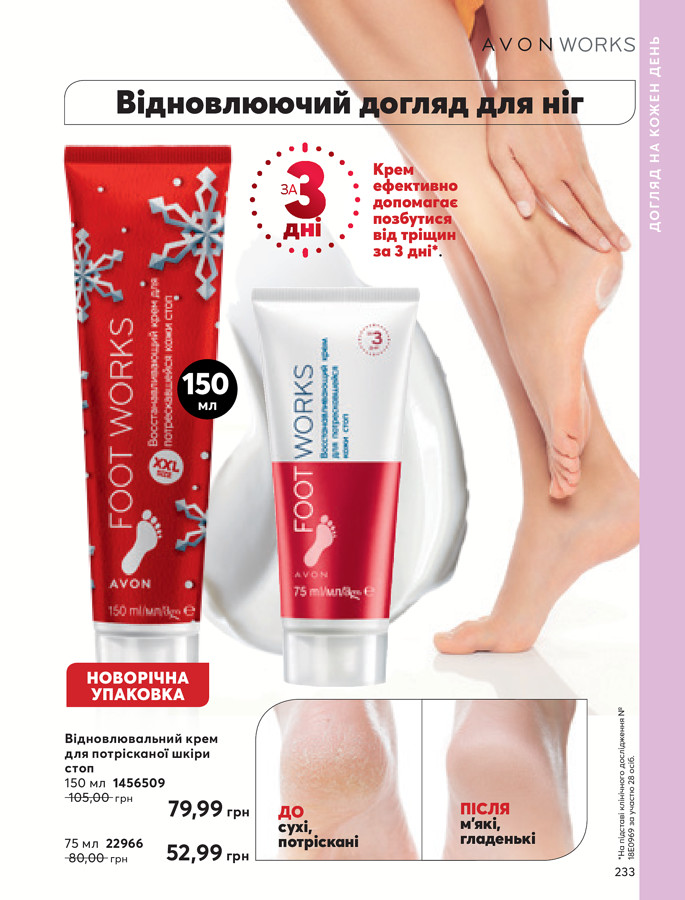 AVON WORKS
ДОГЛЯД НА КОЖЕН ДЕНЬ
Відновлюючий догляд для ніг
ЗА
3
ДНІ
Крем
ефективно
допомагає
позбутися
від тріщин
за 3 дні*.
FOOT WORKS
Восстанавливающий крем для
потрескавшейся кожи стоп
XXL
SIZE
AVON
150 ml/мл/
150
мл
3
дні
FOOT WORKS
Восстанавливающий крем
для потрескавшейся
кожи стоп
AVON
75 ml/мл/
НОВОРІЧНА
УПАКОВКА
Відновлювальний крем
для потрісканої шкіри
стоп
150 мл 1456509
105,00 грн
79,99 грн
75 мл 22966
80,00 грн
52,99 грн
ДО
сухі,
потріскані
ПІСЛЯ
м'які,
гладенькі
*На підставі клінічного дослідження №
18E0969 за участю 28 осіб.
233